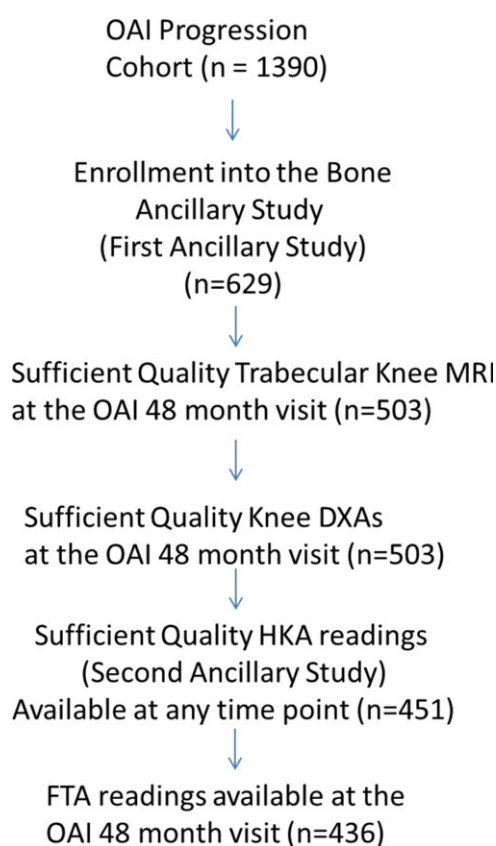 OAI Progression
Cohort (n = 1390)
Enrollment into the Bone
Ancillary Study
(First Ancillary Study)
(n=629)
Sufficient Quality Trabecular Knee MRI
at the OAI 48 month visit (n=503)
Sufficient Quality Knee DXAs
at the OAI 48 month visit (n=503)
Sufficient Quality HKA readings
(Second Ancillary Study)
Available at any time point (n=451)
FTA readings available at the
OAI 48 month visit (n=436)